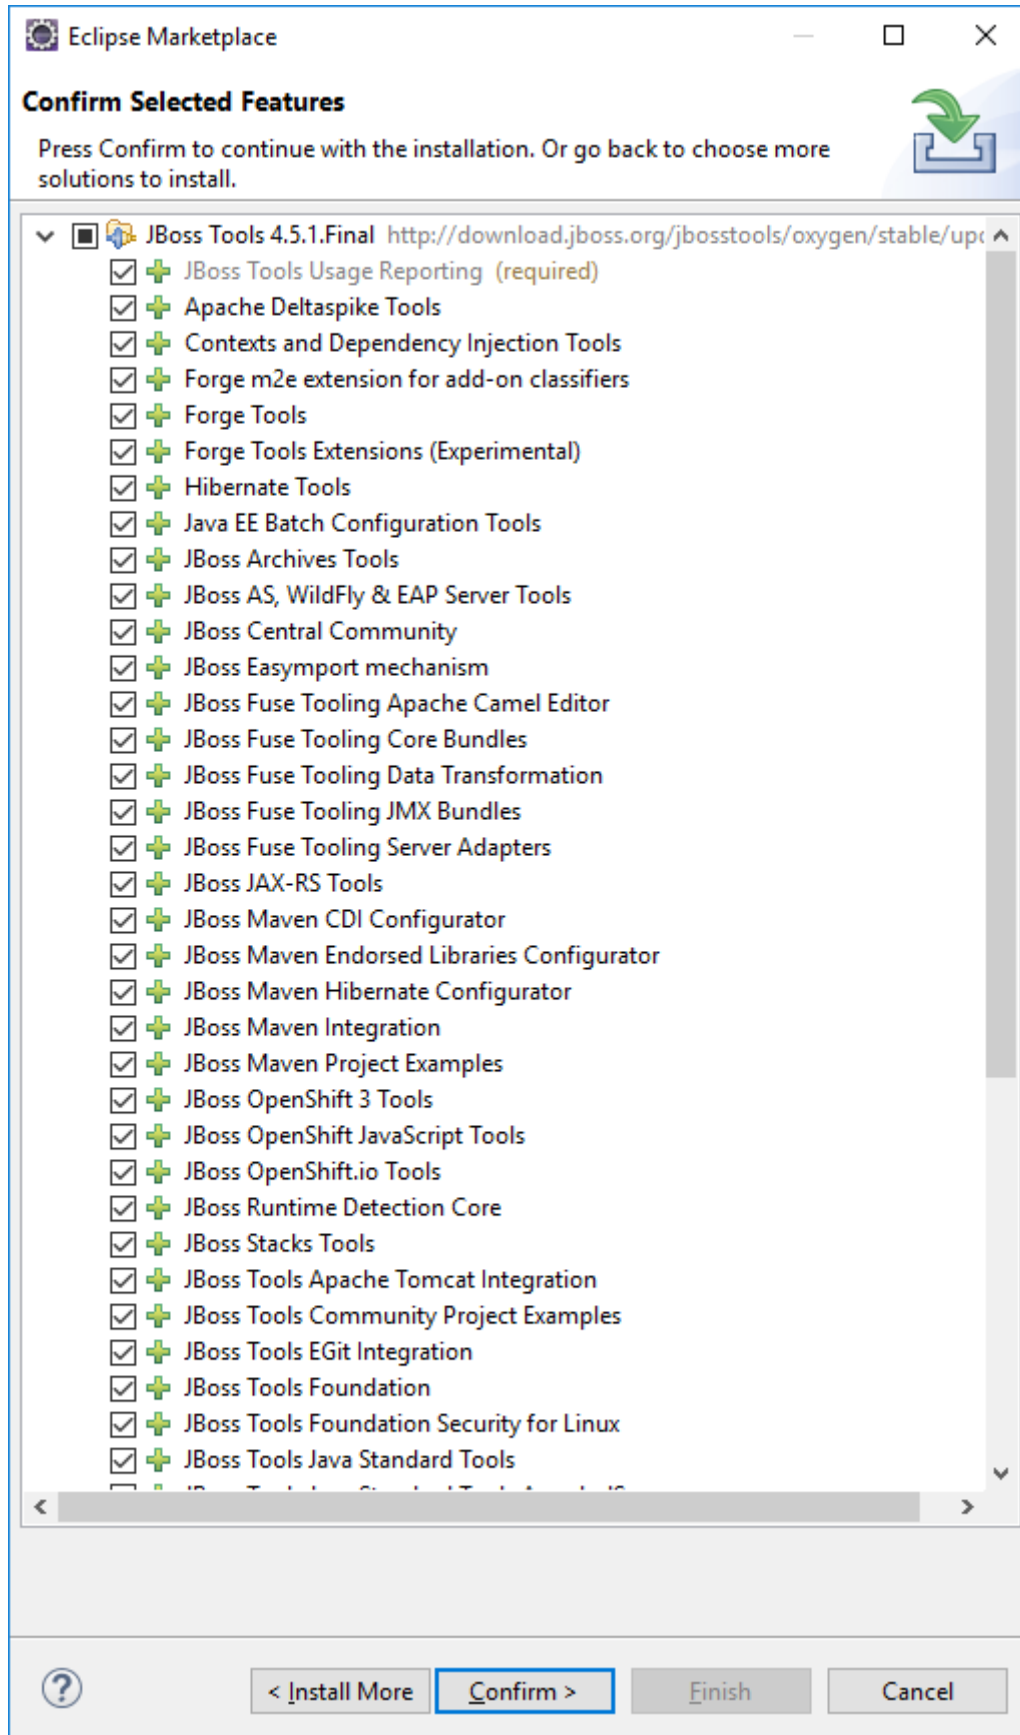 Eclipse Marketplace
Confirm Selected Features
Press Confirm to continue with the installation. Or go back to choose more
solutions to install.
JBoss Tools 4.5.1.Final http://download.jboss.org/jbosstools/oxygen/stable/upd
JBoss Tools Usage Reporting (required)
Apache Deltaspike Tools
Contexts and Dependency Injection Tools
Forge m2e extension for add-on classifiers
Forge Tools
Forge Tools Extensions (Experimental)
Hibernate Tools
Java EE Batch Configuration Tools
JBoss Archives Tools
JBoss AS, WildFly & EAP Server Tools
JBoss Central Community
JBoss Easymport mechanism
JBoss Fuse Tooling Apache Camel Editor
JBoss Fuse Tooling Core Bundles
JBoss Fuse Tooling Data Transformation
JBoss Fuse Tooling JMX Bundles
JBoss Fuse Tooling Server Adapters
JBoss JAX-RS Tools
JBoss Maven CDI Configurator
JBoss Maven Endorsed Libraries Configurator
JBoss Maven Hibernate Configurator
JBoss Maven Integration
JBoss Maven Project Examples
JBoss OpenShift 3 Tools
JBoss OpenShift JavaScript Tools
JBoss OpenShift.io Tools
JBoss Runtime Detection Core
JBoss Stacks Tools
JBoss Tools Apache Tomcat Integration
JBoss Tools Community Project Examples
JBoss Tools EGit Integration
JBoss Tools Foundation
JBoss Tools Foundation Security for Linux
JBoss Tools Java Standard Tools
< Install More Confirm > Finish Cancel